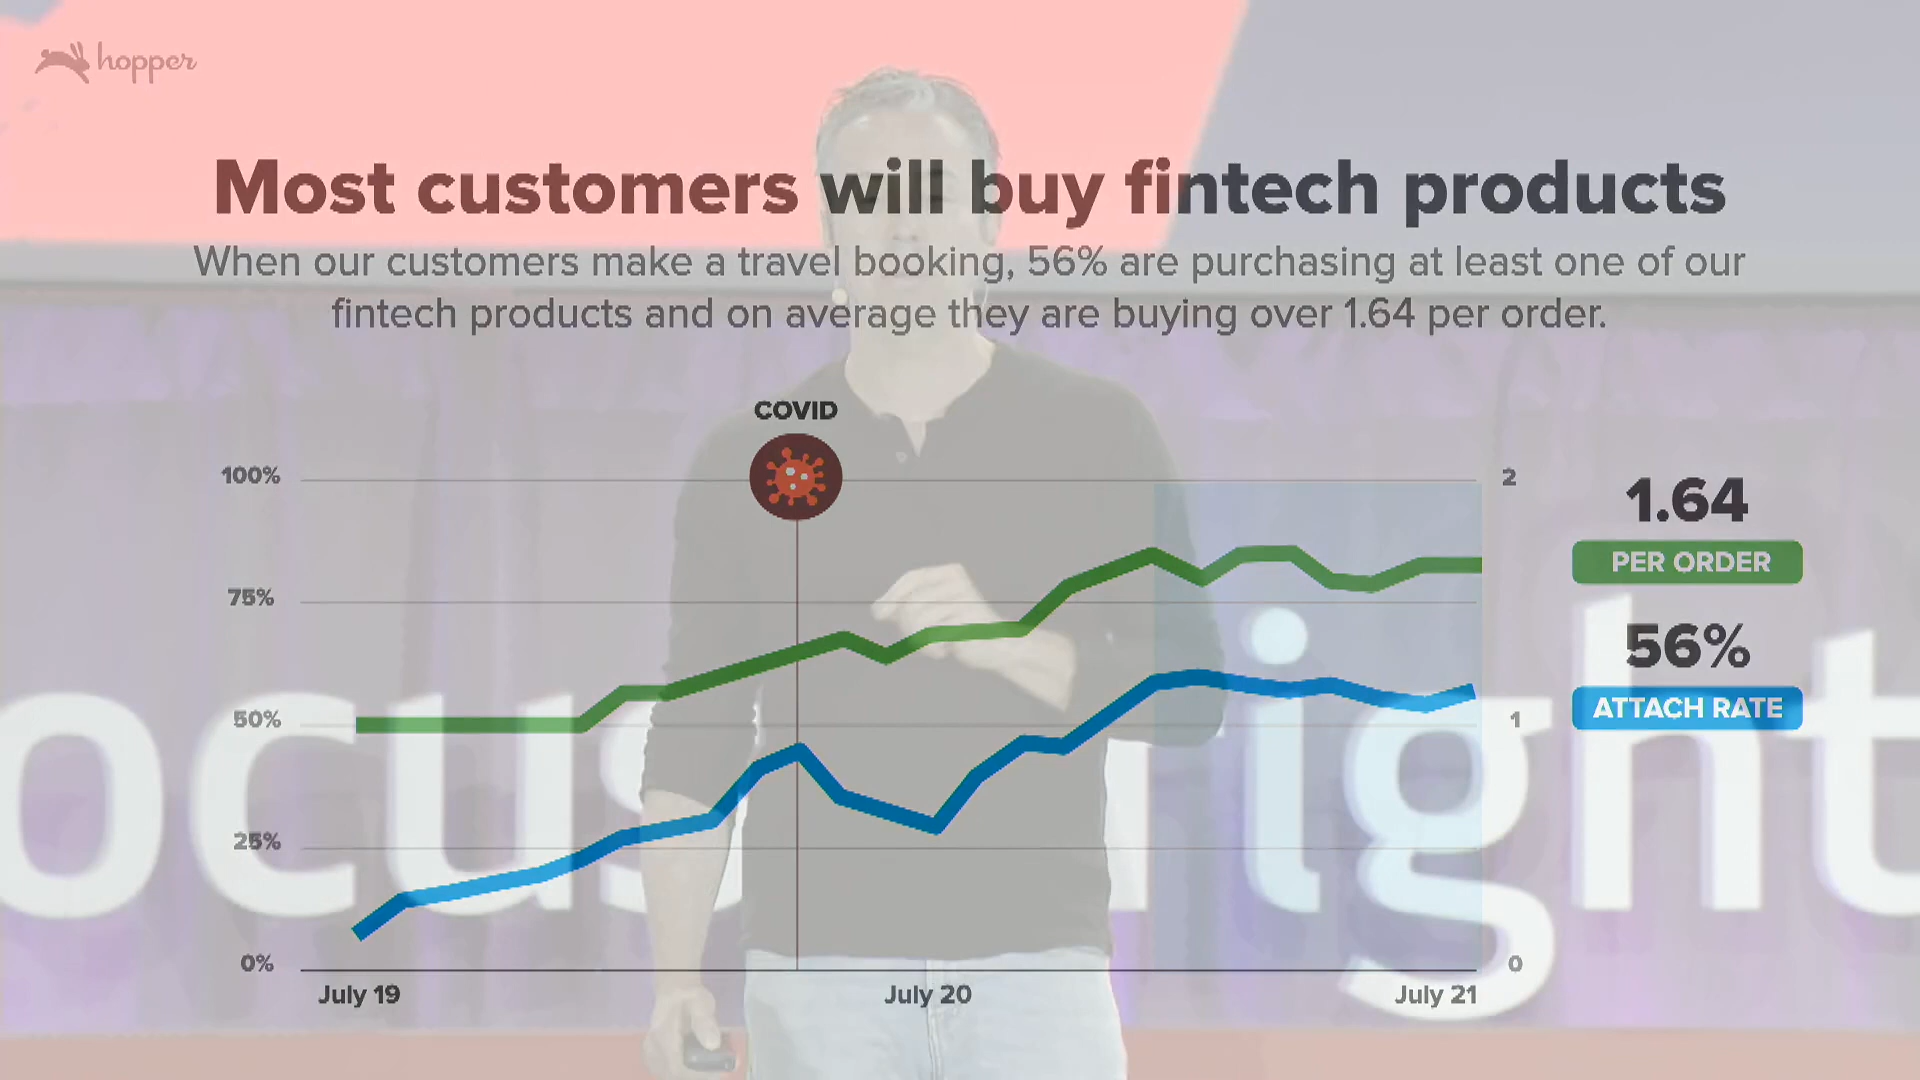 hopper
Most customers will buy fintech products
When our customers make a travel booking, 56% are purchasing at least one of our
fintech products and on average they are buying over 1.64 per order.
COVID
100%
75%
50%
25%
0%
2
1
0
July 19
July 20
July 21
1.64
PER ORDER
56%
ATTACH RATE
ocus right